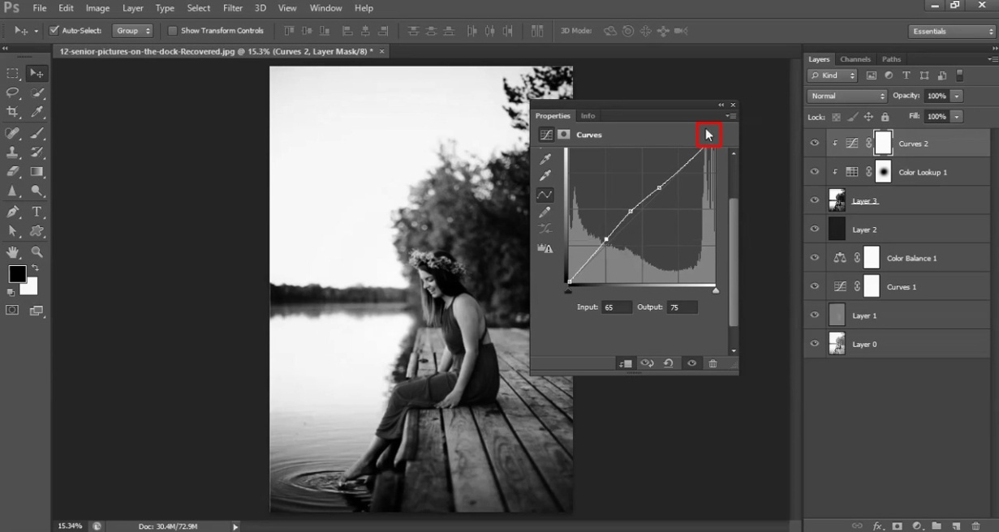 Ps File Edit Image Layer Type Select Filter 3D View Window Help
Auto-Select: Group Show Transform Controls 3D Mode: Essentials
12-senior-pictures-on-the-dock-Recovered.jpg @ 15.3% (Curves 2, Layer Mask/8) * ×
Layers Channels Paths
Kind
Normal Opacity: 100%
Lock: Fill: 100%
Properties Info
Curves
Curves 2
Color Lookup 1
Layer 3
Layer 2
Color Balance 1
Curves 1
Layer 1
Layer 0
Input: 65 Output: 75
15.34% Doc: 30.4M/72.9M